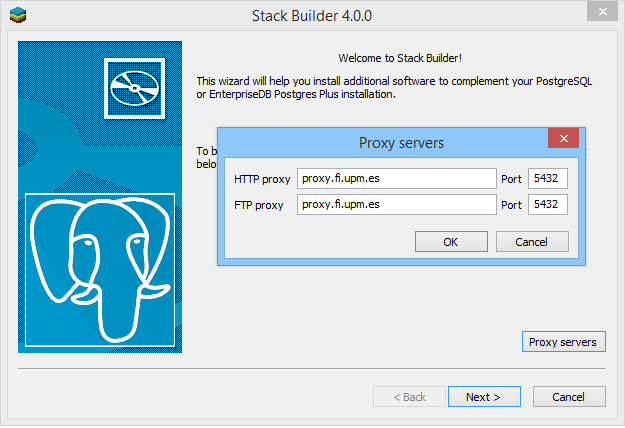 Stack Builder 4.0.0
Welcome to Stack Builder!
This wizard will help you install additional software to complement your PostgreSQL
or EnterpriseDB Postgres Plus installation.
To b
belo
Proxy servers
HTTP proxy proxy.fi.upm.es Port 5432
FTP proxy proxy.fi.upm.es Port 5432
OK Cancel
Proxy servers
< Back Next > Cancel